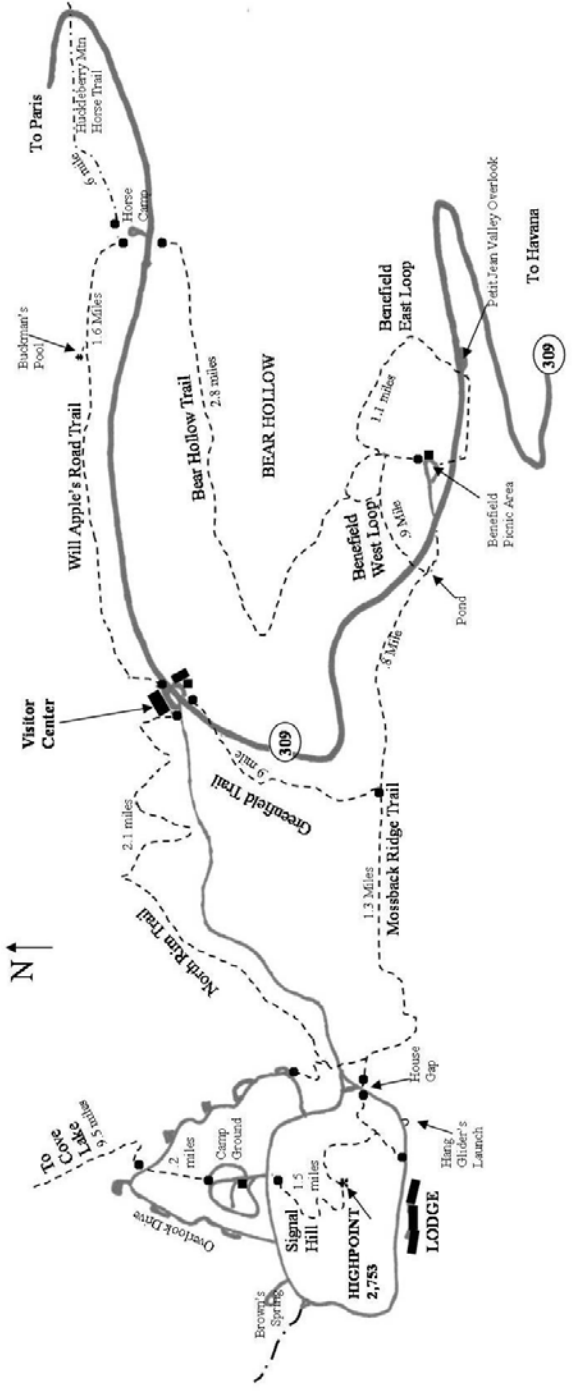 N
To
Cove
Lake
9.5 miles
Overlook Drive
.2
miles
Camp
Ground
Brown's
Spring
Signal
Hill
1.5
miles
HIGHPOINT
2,753
LODGE
Hang
Glider's
Launch
House
Gap
North Rim Trail
2.1 miles
Visitor
Center
309
Greenfield Trail
.9 mile
Mossback Ridge Trail
1.3 Miles
.8 Mile
Pond
Will Apple's Road Trail
Buckman's
Pool
1.6 Miles
Bear Hollow Trail
2.8 miles
BEAR HOLLOW
Benefield
West Loop
.9 Mile
Benefield
East Loop
1.1 miles
Benefield
Picnic Area
Petit Jean Valley Overlook
To Havana
309
To Paris
Huckleberry Mtn
Horse Trail
.6 mile
Horse
Camp